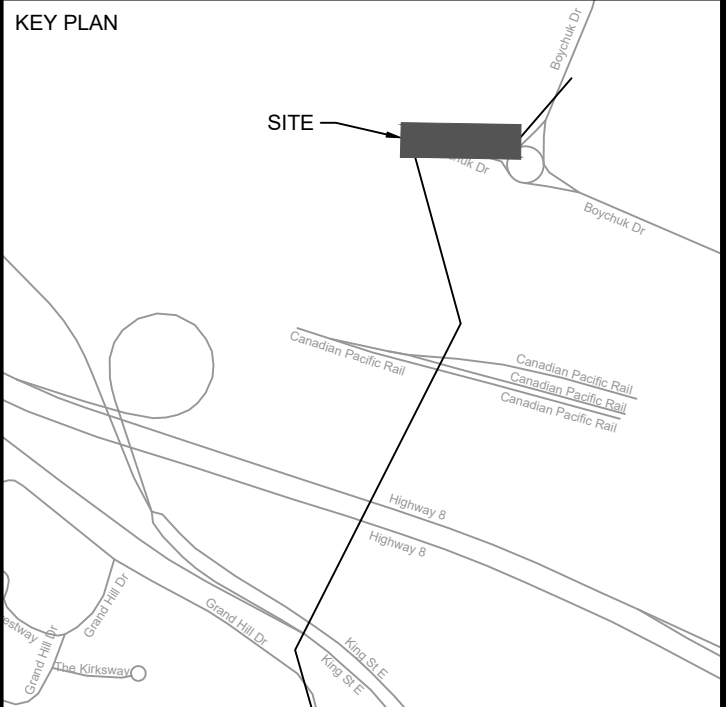 KEY PLAN
Boychuk Dr
SITE
Boychuk Dr
Canadian Pacific Rail
Canadian Pacific Rail
Canadian Pacific Rail
Canadian Pacific Rail
Highway 8
Highway 8
Grand Hill Dr
Grand Hill Dr
King St E
King St E
Grand Hill Dr
The Kirksway